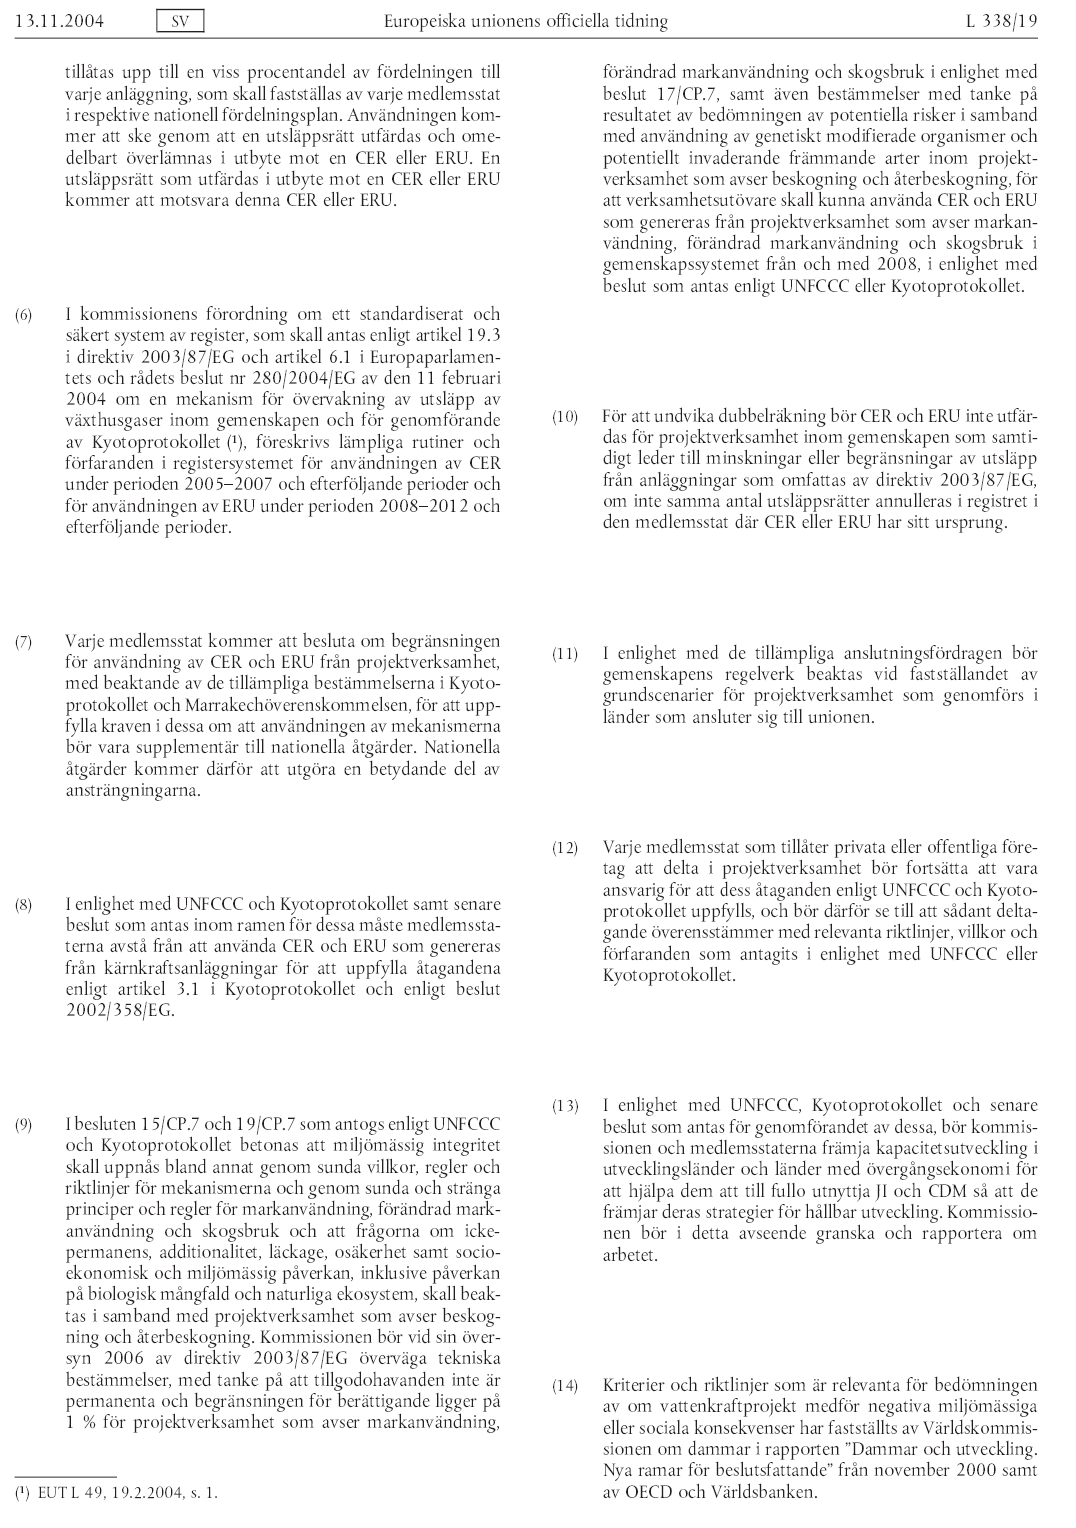 13.11.2004 SV Europeiska unionens officiella tidning L 338/19
tillåtas upp till en viss procentandel av fördelningen till
varje anläggning, som skall fastställas av varje medlemsstat
i respektive nationell fördelningsplan. Användningen kom-
mer att ske genom att en utsläppsrätt utfärdas och ome-
delbart överlämnas i utbyte mot en CER eller ERU. En
utsläppsrätt som utfärdas i utbyte mot en CER eller ERU
kommer att motsvara denna CER eller ERU.
(6) I kommissionens förordning om ett standardiserat och
säkert system av register, som skall antas enligt artikel 19.3
i direktiv 2003/87/EG och artikel 6.1 i Europaparlamen-
tets och rådets beslut nr 280/2004/EG av den 11 februari
2004 om en mekanism för övervakning av utsläpp av
växthusgaser inom gemenskapen och för genomförande
av Kyotoprotokollet (¹), föreskrivs lämpliga rutiner och
förfaranden i registersystemet för användningen av CER
under perioden 2005–2007 och efterföljande perioder och
för användningen av ERU under perioden 2008–2012 och
efterföljande perioder.
(7) Varje medlemsstat kommer att besluta om begränsningen
för användning av CER och ERU från projektverksamhet,
med beaktande av de tillämpliga bestämmelserna i Kyoto-
protokollet och Marrakechöverenskommelsen, för att upp-
fylla kraven i dessa om att användningen av mekanismerna
bör vara supplementär till nationella åtgärder. Nationella
åtgärder kommer därför att utgöra en betydande del av
ansträngningarna.
(8) I enlighet med UNFCCC och Kyotoprotokollet samt senare
beslut som antas inom ramen för dessa måste medlemssta-
terna avstå från att använda CER och ERU som genereras
från kärnkraftsanläggningar för att uppfylla åtagandena
enligt artikel 3.1 i Kyotoprotokollet och enligt beslut
2002/358/EG.
(9) I besluten 15/CP.7 och 19/CP.7 som antogs enligt UNFCCC
och Kyotoprotokollet betonas att miljömässig integritet
skall uppnås bland annat genom sunda villkor, regler och
riktlinjer för mekanismerna och genom sunda och stränga
principer och regler för markanvändning, förändrad mark-
användning och skogsbruk och att frågorna om icke-
permanens, additionalitet, läckage, osäkerhet samt socio-
ekonomisk och miljömässig påverkan, inklusive påverkan
på biologisk mångfald och naturliga ekosystem, skall beak-
tas i samband med projektverksamhet som avser beskog-
ning och återbeskogning. Kommissionen bör vid sin över-
syn 2006 av direktiv 2003/87/EG överväga tekniska
bestämmelser, med tanke på att tillgodohavanden inte är
permanenta och begränsningen för berättigande ligger på
1 % för projektverksamhet som avser markanvändning,
(¹) EUT L 49, 19.2.2004, s. 1.
förändrad markanvändning och skogsbruk i enlighet med
beslut 17/CP.7, samt även bestämmelser med tanke på
resultatet av bedömningen av potentiella risker i samband
med användning av genetiskt modifierade organismer och
potentiellt invaderande främmande arter inom projekt-
verksamhet som avser beskogning och återbeskogning, för
att verksamhetsutövare skall kunna använda CER och ERU
som genereras från projektverksamhet som avser markan-
vändning, förändrad markanvändning och skogsbruk i
gemenskapssystemet från och med 2008, i enlighet med
beslut som antas enligt UNFCCC eller Kyotoprotokollet.
(10) För att undvika dubbelräkning bör CER och ERU inte utfär-
das för projektverksamhet inom gemenskapen som samti-
digt leder till minskningar eller begränsningar av utsläpp
från anläggningar som omfattas av direktiv 2003/87/EG,
om inte samma antal utsläppsrätter annulleras i registret i
den medlemsstat där CER eller ERU har sitt ursprung.
(11) I enlighet med de tillämpliga anslutningsfördragen bör
gemenskapens regelverk beaktas vid fastställandet av
grundscenarier för projektverksamhet som genomförs i
länder som ansluter sig till unionen.
(12) Varje medlemsstat som tillåter privata eller offentliga före-
tag att delta i projektverksamhet bör fortsätta att vara
ansvarig för att dess åtaganden enligt UNFCCC och Kyoto-
protokollet uppfylls, och bör därför se till att sådant delta-
gande överensstämmer med relevanta riktlinjer, villkor och
förfaranden som antagits i enlighet med UNFCCC eller
Kyotoprotokollet.
(13) I enlighet med UNFCCC, Kyotoprotokollet och senare
beslut som antas för genomförandet av dessa, bör kommis-
sionen och medlemsstaterna främja kapacitetsutveckling i
utvecklingsländer och länder med övergångsekonomi för
att hjälpa dem att till fullo utnyttja JI och CDM så att de
främjar deras strategier för hållbar utveckling. Kommissio-
nen bör i detta avseende granska och rapportera om
arbetet.
(14) Kriterier och riktlinjer som är relevanta för bedömningen
av om vattenkraftprojekt medför negativa miljömässiga
eller sociala konsekvenser har fastställts av Världskommis-
sionen om dammar i rapporten ”Dammar och utveckling.
Nya ramar för beslutsfattande” från november 2000 samt
av OECD och Världsbanken.